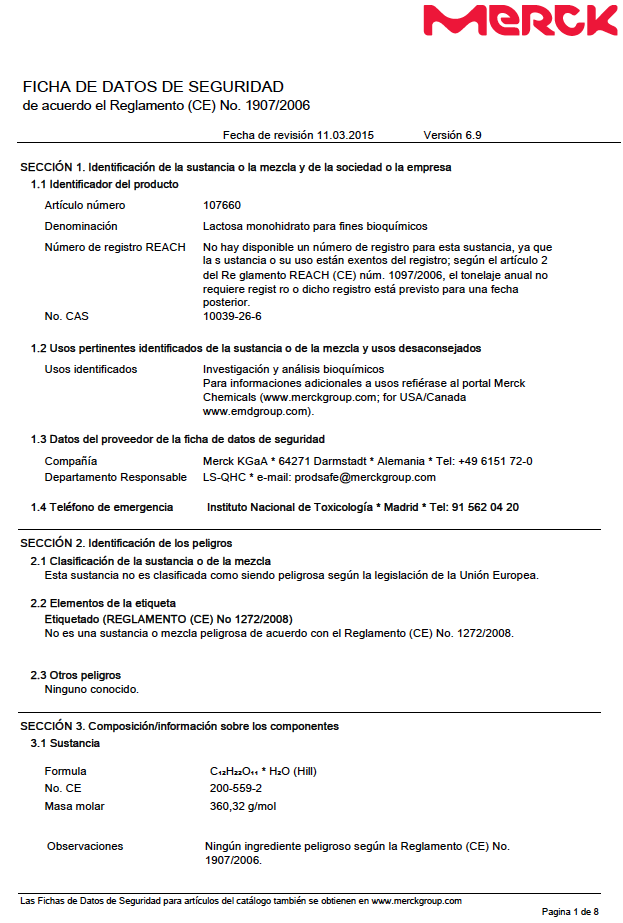 MERCK
FICHA DE DATOS DE SEGURIDAD
de acuerdo el Reglamento (CE) No. 1907/2006
Fecha de revisión 11.03.2015 Versión 6.9
SECCIÓN 1. Identificación de la sustancia o la mezcla y de la sociedad o la empresa
1.1 Identificador del producto
Artículo número 107660
Denominación Lactosa monohidrato para fines bioquímicos
Número de registro REACH No hay disponible un número de registro para esta sustancia, ya que
la s ustancia o su uso están exentos del registro; según el artículo 2
del Re glamento REACH (CE) núm. 1097/2006, el tonelaje anual no
requiere regist ro o dicho registro está previsto para una fecha
posterior.
No. CAS 10039-26-6
1.2 Usos pertinentes identificados de la sustancia o de la mezcla y usos desaconsejados
Usos identificados Investigación y análisis bioquímicos
Para informaciones adicionales a usos refiérase al portal Merck
Chemicals (www.merckgroup.com; for USA/Canada
www.emdgroup.com).
1.3 Datos del proveedor de la ficha de datos de seguridad
Compañía Merck KGaA * 64271 Darmstadt * Alemania * Tel: +49 6151 72-0
Departamento Responsable LS-QHC * e-mail: prodsafe@merckgroup.com
1.4 Teléfono de emergencia Instituto Nacional de Toxicología * Madrid * Tel: 91 562 04 20
SECCIÓN 2. Identificación de los peligros
2.1 Clasificación de la sustancia o de la mezcla
Esta sustancia no es clasificada como siendo peligrosa según la legislación de la Unión Europea.
2.2 Elementos de la etiqueta
Etiquetado (REGLAMENTO (CE) No 1272/2008)
No es una sustancia o mezcla peligrosa de acuerdo con el Reglamento (CE) No. 1272/2008.
2.3 Otros peligros
Ninguno conocido.
SECCIÓN 3. Composición/información sobre los componentes
3.1 Sustancia
Formula C₁₂H₂₂O₁₁ * H₂O (Hill)
No. CE 200-559-2
Masa molar 360,32 g/mol
Observaciones Ningún ingrediente peligroso según la Reglamento (CE) No.
1907/2006.
Las Fichas de Datos de Seguridad para artículos del catálogo también se obtienen en www.merckgroup.com
Pagina 1 de 8